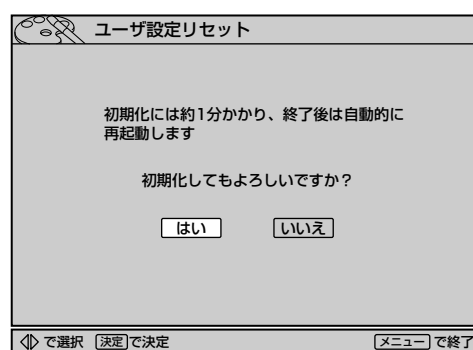 ユーザ設定リセット
初期化には約1分かかり、終了後は自動的に
再起動します
初期化してもよろしいですか？
はい いいえ
で選択 決定で決定 メニューで終了